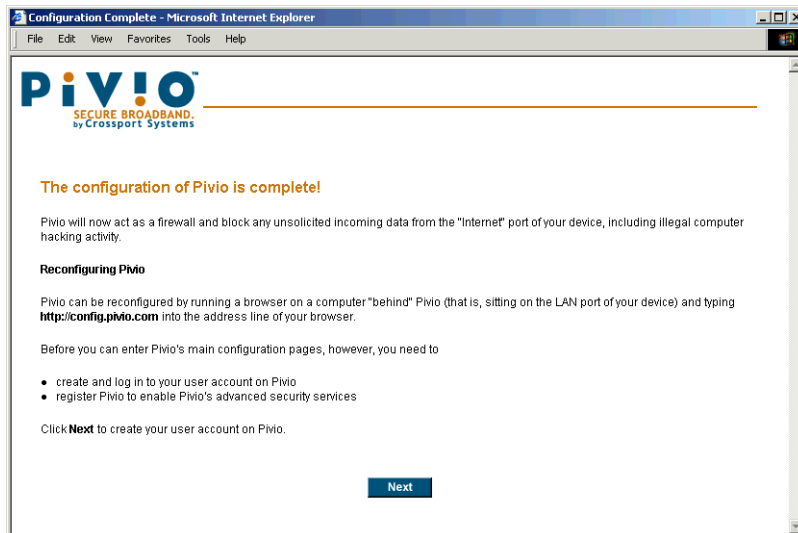 Configuration Complete - Microsoft Internet Explorer
File Edit View Favorites Tools Help
PiV!O™
SECURE BROADBAND.
by Crossport Systems
The configuration of Pivio is complete!
Pivio will now act as a firewall and block any unsolicited incoming data from the "Internet" port of your device, including illegal computer
hacking activity.
Reconfiguring Pivio
Pivio can be reconfigured by running a browser on a computer "behind" Pivio (that is, sitting on the LAN port of your device) and typing
http://config.pivio.com into the address line of your browser.
Before you can enter Pivio's main configuration pages, however, you need to
• create and log in to your user account on Pivio
• register Pivio to enable Pivio's advanced security services
Click Next to create your user account on Pivio.
Next